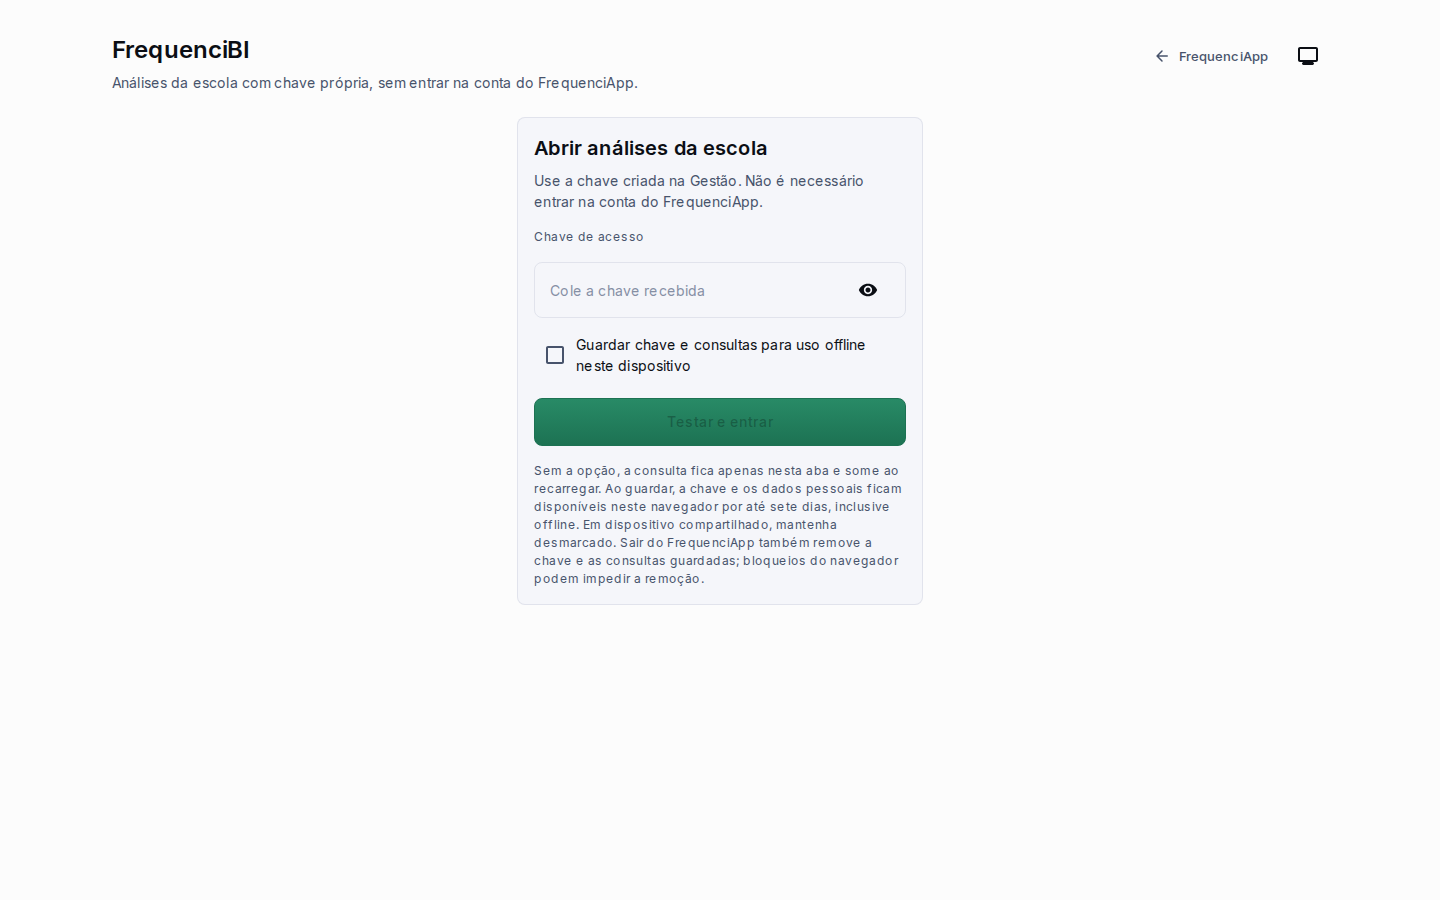 FrequenciBI
Análises da escola com chave própria, sem entrar na conta do FrequenciApp.
FrequenciApp
Abrir análises da escola
Use a chave criada na Gestão. Não é necessário
entrar na conta do FrequenciApp.
Chave de acesso
Cole a chave recebida
Guardar chave e consultas para uso offline
neste dispositivo
Testar e entrar
Sem a opção, a consulta fica apenas nesta aba e some ao
recarregar. Ao guardar, a chave e os dados pessoais ficam
disponíveis neste navegador por até sete dias, inclusive
offline. Em dispositivo compartilhado, mantenha
desmarcado. Sair do FrequenciApp também remove a
chave e as consultas guardadas; bloqueios do navegador
podem impedir a remoção.